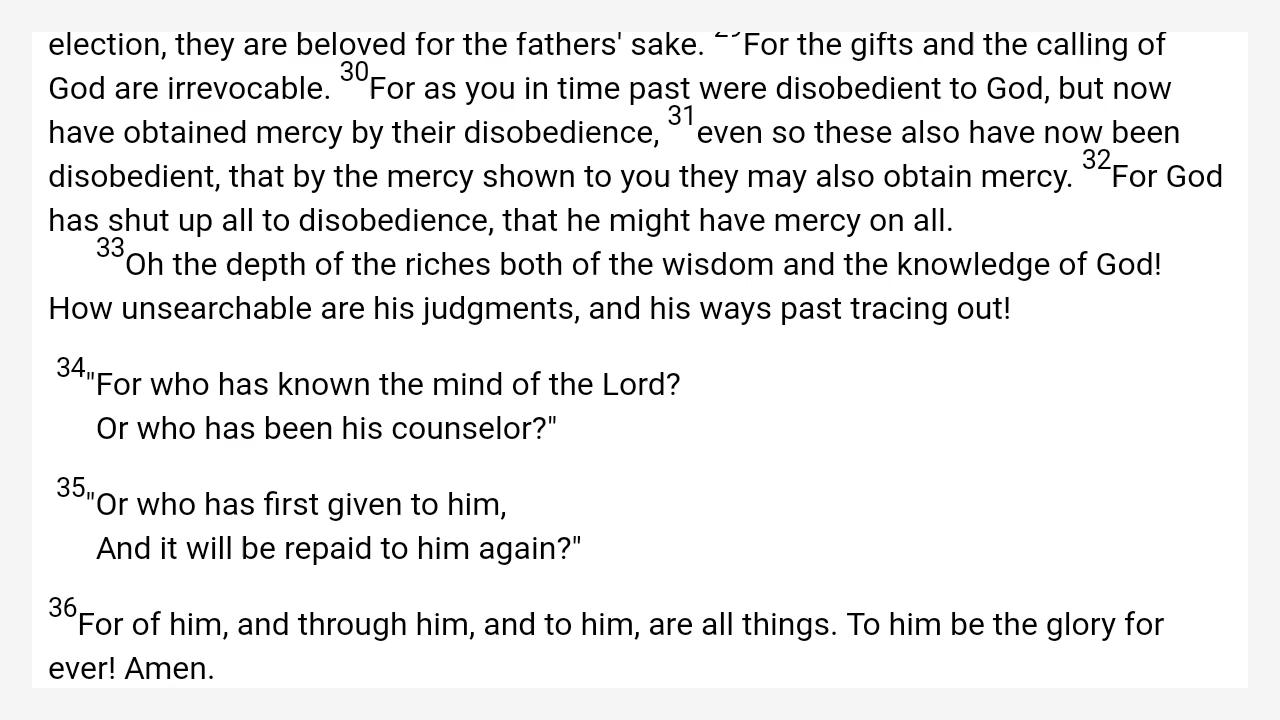 election, they are beloved for the fathers' sake. 29For the gifts and the calling of
God are irrevocable. 30For as you in time past were disobedient to God, but now
have obtained mercy by their disobedience, 31even so these also have now been
disobedient, that by the mercy shown to you they may also obtain mercy. 32For God
has shut up all to disobedience, that he might have mercy on all.
33Oh the depth of the riches both of the wisdom and the knowledge of God!
How unsearchable are his judgments, and his ways past tracing out!
34"For who has known the mind of the Lord?
Or who has been his counselor?"
35"Or who has first given to him,
And it will be repaid to him again?"
36For of him, and through him, and to him, are all things. To him be the glory for
ever! Amen.